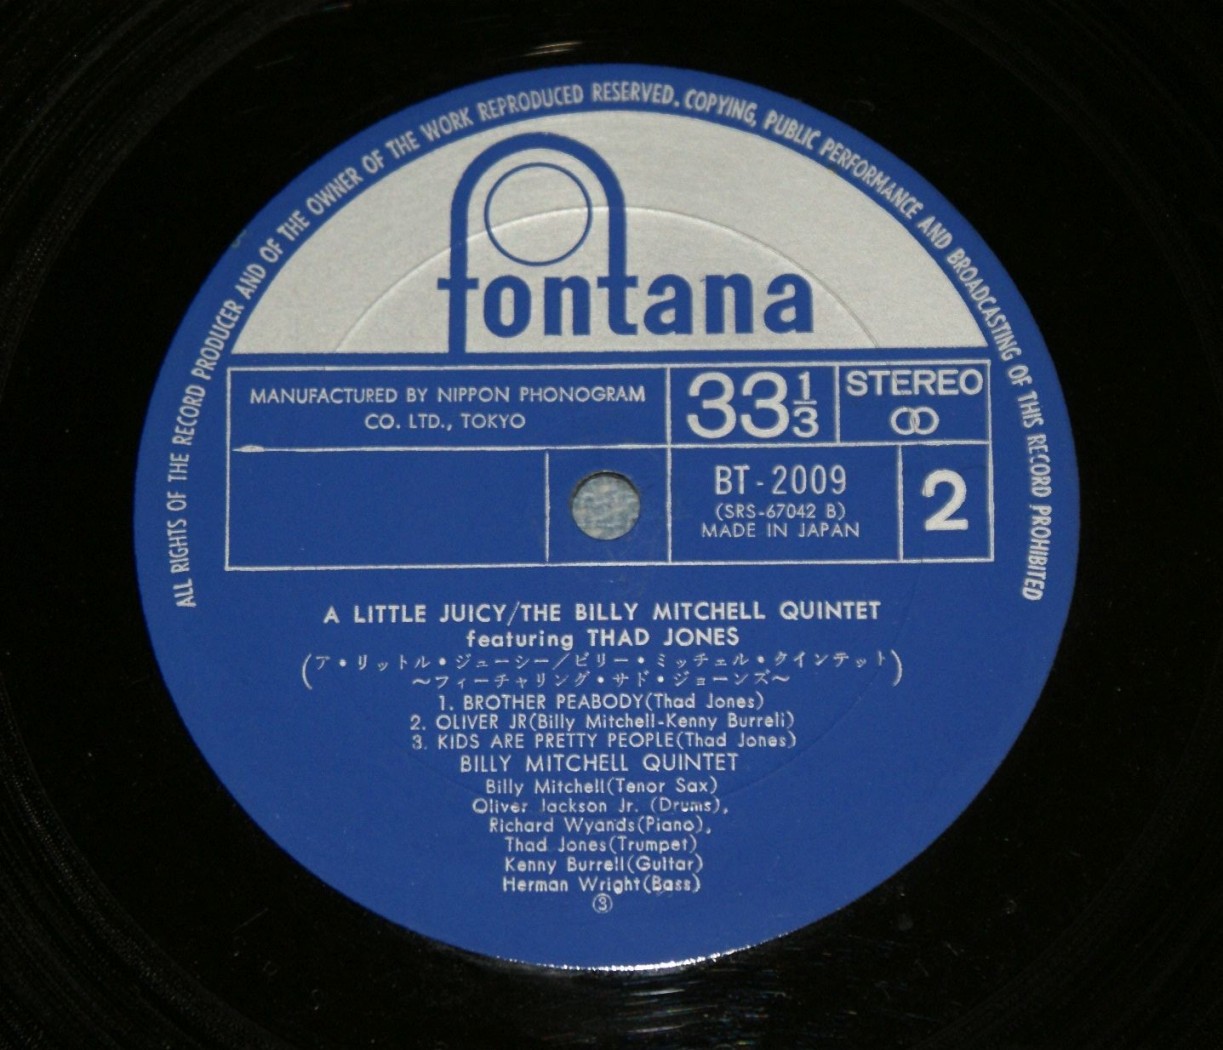 ALL RIGHTS OF THE RECORD PRODUCER AND OF THE OWNER OF THE WORK REPRODUCED RESERVED. COPYING, PUBLIC PERFORMANCE AND BROADCASTING OF THIS RECORD PROHIBITED
fontana
MANUFACTURED BY NIPPON PHONOGRAM
CO. LTD., TOKYO
33 1/3
STEREO
BT-2009
(SRS-67042 B)
MADE IN JAPAN
2
A LITTLE JUICY/THE BILLY MITCHELL QUINTET
featuring THAD JONES
(ア・リットル・ジューシー/ビリー・ミッチェル・クインテット
〜フィーチャリング・サド・ジョーンズ〜)
1. BROTHER PEABODY(Thad Jones)
2. OLIVER JR(Billy Mitchell-Kenny Burrell)
3. KIDS ARE PRETTY PEOPLE(Thad Jones)
BILLY MITCHELL QUINTET
Billy Mitchell(Tenor Sax)
Oliver Jackson Jr. (Drums),
Richard Wyands(Piano),
Thad Jones(Trumpet)
Kenny Burrell(Guitar)
Herman Wright(Bass)
③